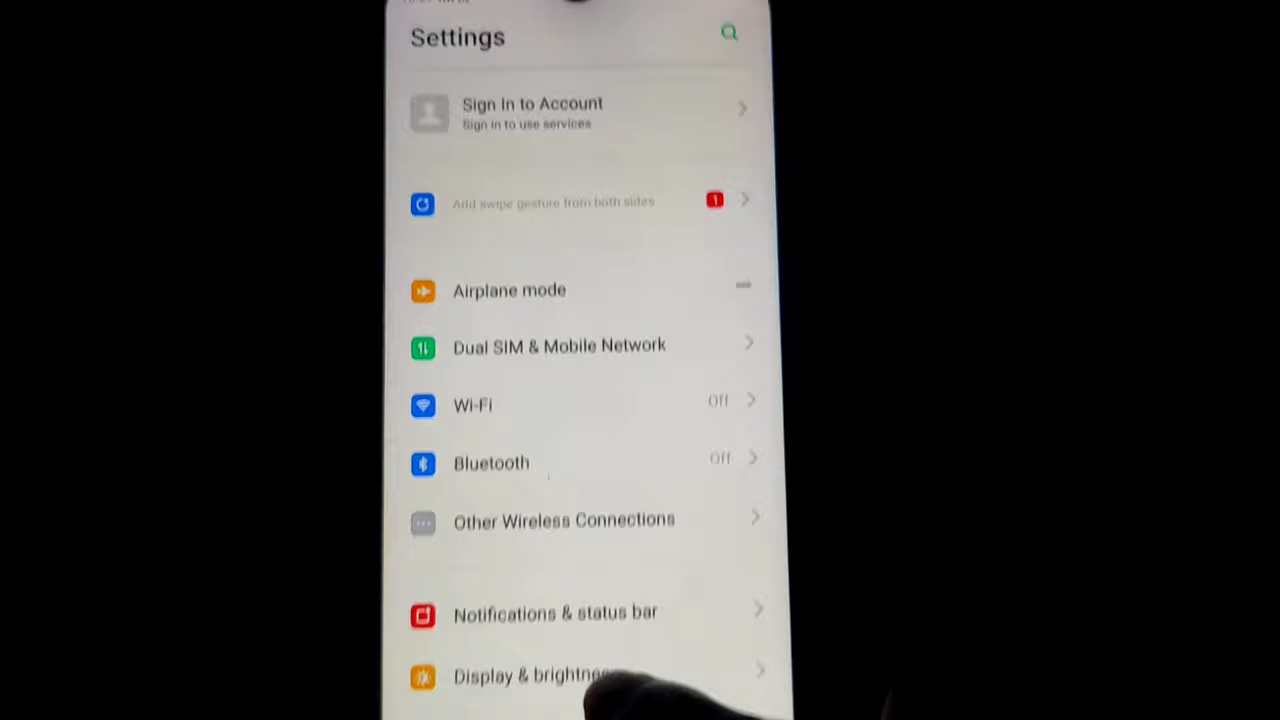 Settings
Sign In to Account
Sign in to use services
Add swipe gesture from both sides
1
Airplane mode
Dual SIM & Mobile Network
Wi-Fi
Off
Bluetooth
Off
Other Wireless Connections
Notifications & status bar
Display &